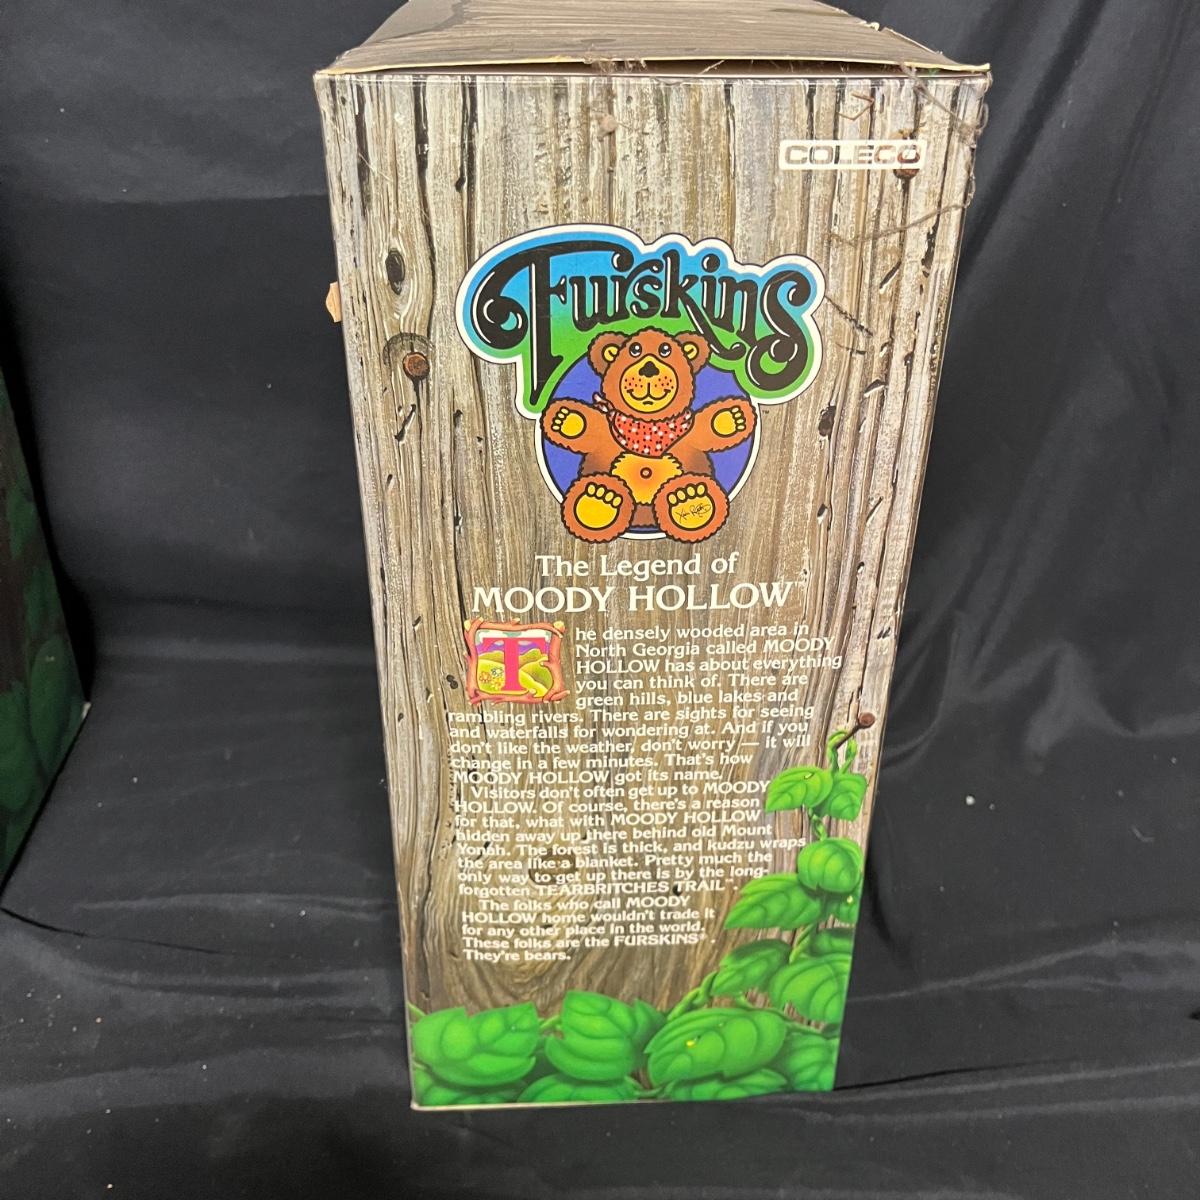 COLECO
Furskins
The Legend of
MOODY HOLLOW™
The densely wooded area in
North Georgia called MOODY
HOLLOW has about everything
you can think of. There are
green hills, blue lakes and
rambling rivers. There are sights for seeing
and waterfalls for wondering at. And if you
don't like the weather, don't worry — it will
change in a few minutes. That's how
MOODY HOLLOW got its name.
Visitors don't often get up to MOODY
HOLLOW. Of course, there's a reason
for that, what with MOODY HOLLOW
hidden away up there behind old Mount
Yonah. The forest is thick, and kudzu wraps
the area like a blanket. Pretty much the
only way to get up there is by the long-
forgotten TEARBRITCHES TRAIL™.
The folks who call MOODY
HOLLOW home wouldn't trade it
for any other place in the world.
These folks are the FURSKINS®.
They're bears.